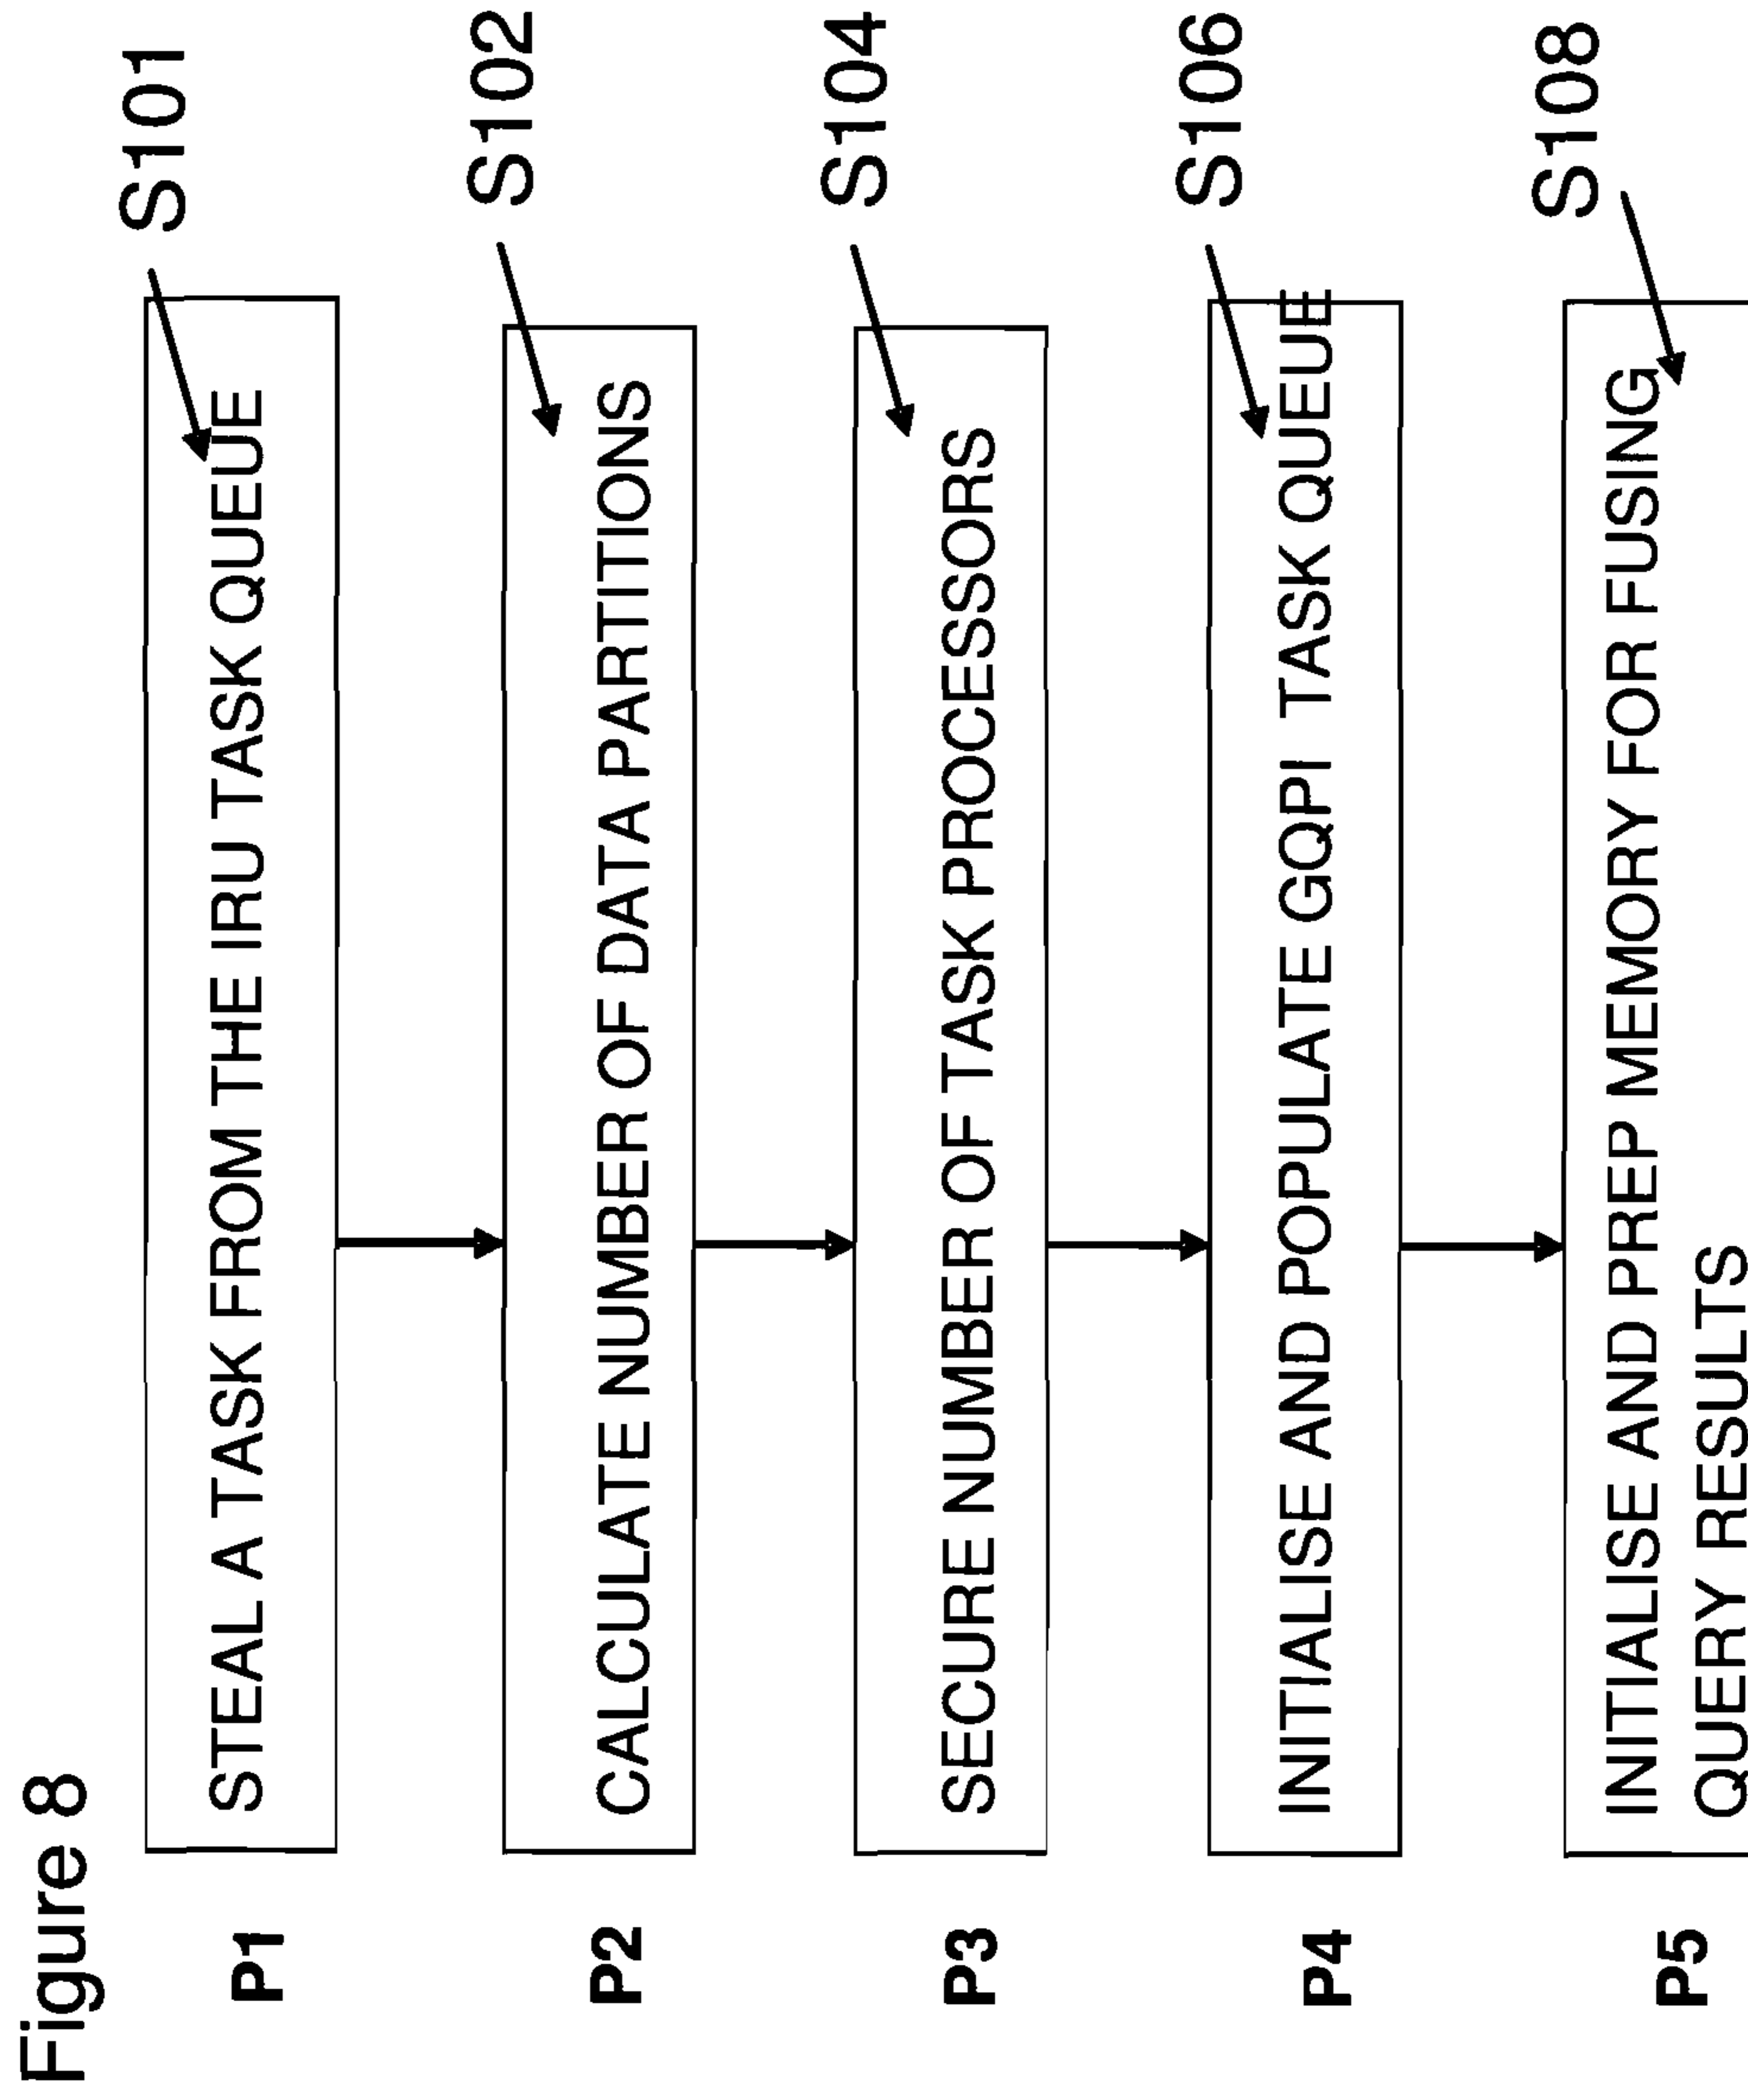 Figure 8
P1
STEAL A TASK FROM THE IRU TASK QUEUE
S101
P2
CALCULATE NUMBER OF DATA PARTITIONS
S102
P3
SECURE NUMBER OF TASK PROCESSORS
S104
P4
INITIALISE AND POPULATE GQPI TASK QUEUE
S106
P5
INITIALISE AND PREP MEMORY FOR FUSING
QUERY RESULTS
S108